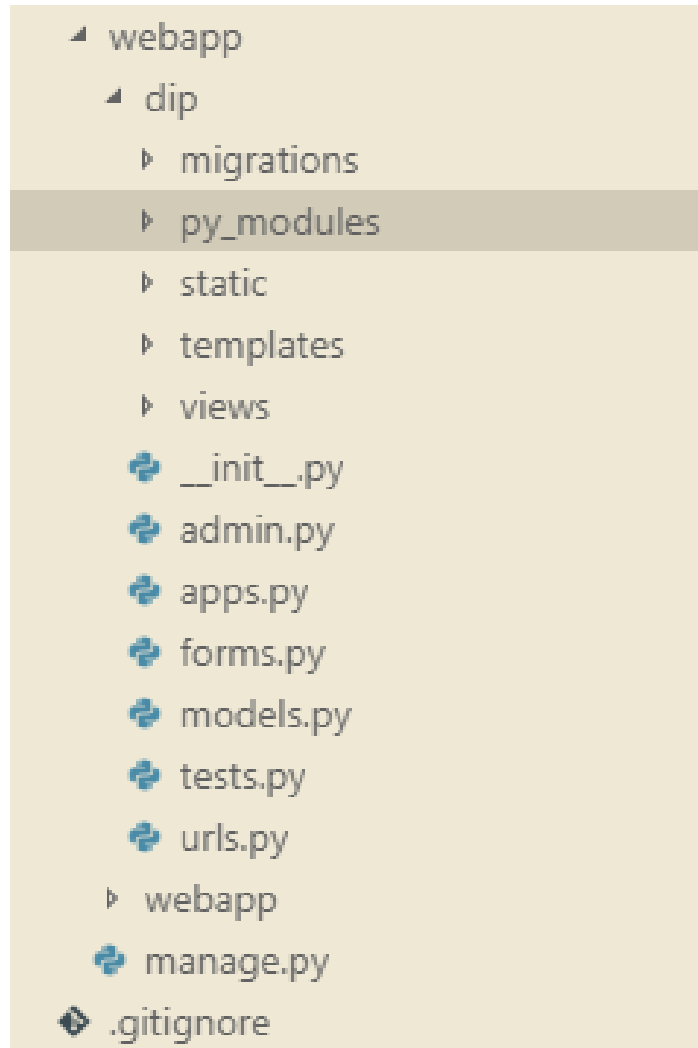 webapp
dip
migrations
py_modules
static
templates
views
__init__.py
admin.py
apps.py
forms.py
models.py
tests.py
urls.py
webapp
manage.py
.gitignore